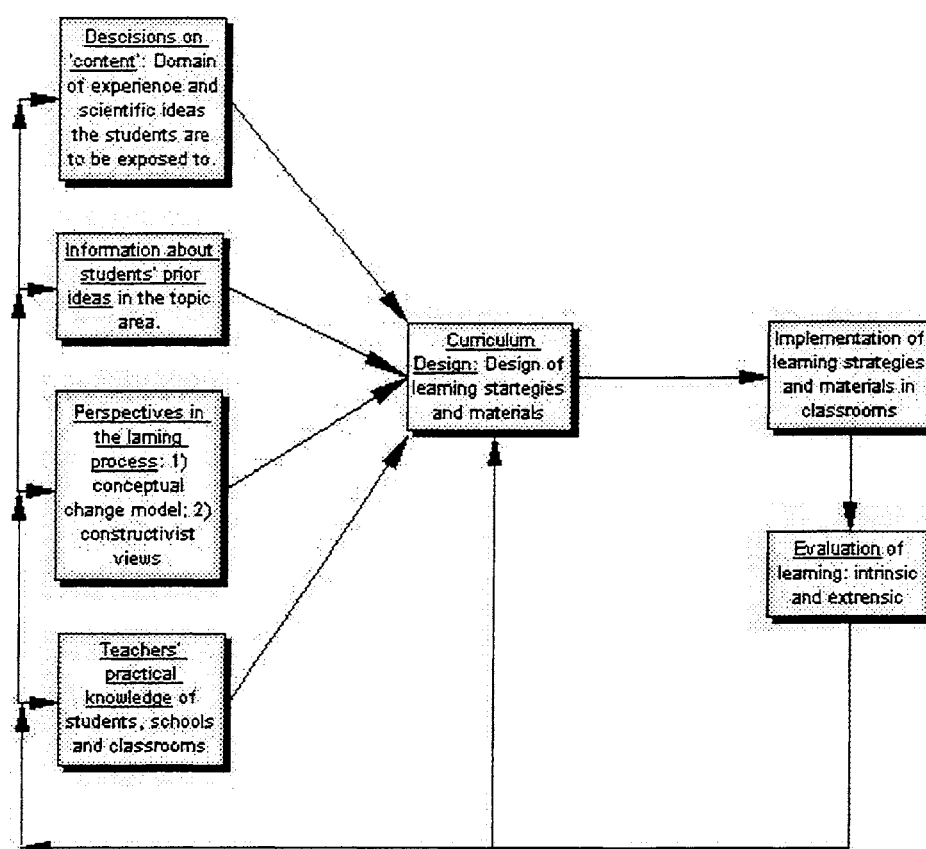 Descisions on
'content': Domain
of experience and
scientific ideas
the students are
to be exposed to.
Information about
students' prior
ideas in the topic
area.
Perspectives in
the larning
process: 1)
conceptual
change model; 2)
constructivist
views
Teachers'
practical
knowledge of
students, schools
and classrooms
Curriculum
Design: Design of
learning startegies
and materials
Implementation of
learning strategies
and materials in
classrooms
Evaluation of
learning: intrinsic
and extrensic